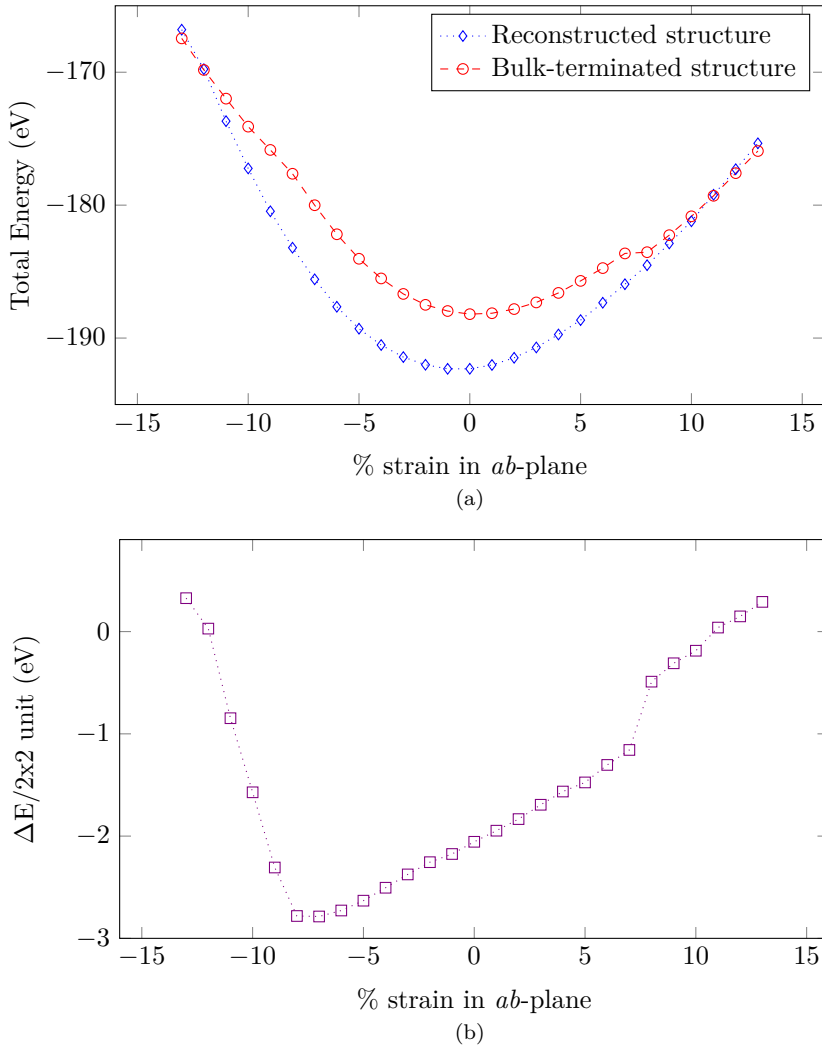 Reconstructed structure
Bulk-terminated structure
−170
−180
−190
Total Energy (eV)
−15 −10 −5 0 5 10 15
% strain in ab-plane
(a)
0
−1
−2
−3
ΔE/2x2 unit (eV)
−15 −10 −5 0 5 10 15
% strain in ab-plane
(b)